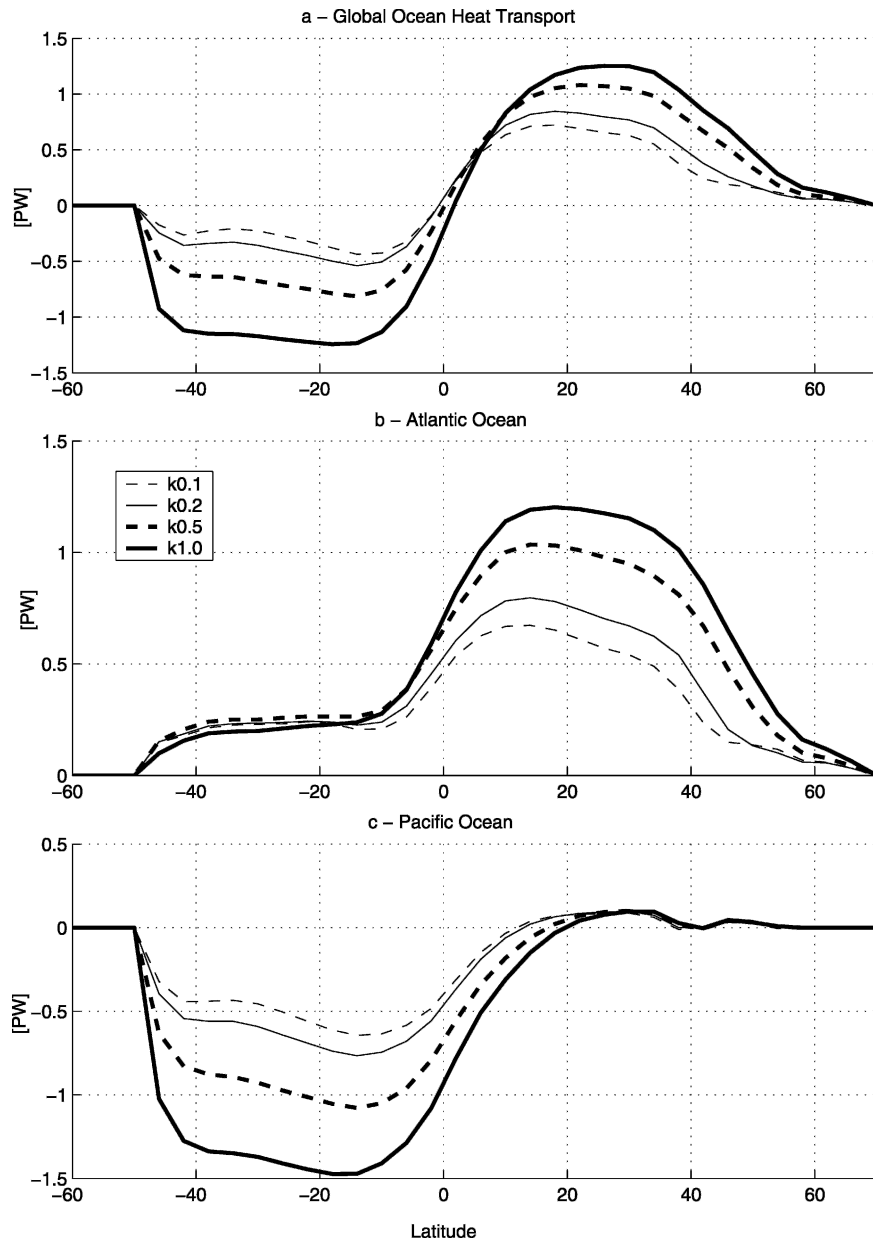 a – Global Ocean Heat Transport
1.5
1
0.5
0
−0.5
−1
−1.5
[PW]
−60 −40 −20 0 20 40 60
b – Atlantic Ocean
1.5
1
0.5
0
[PW]
k0.1
k0.2
k0.5
k1.0
−60 −40 −20 0 20 40 60
c – Pacific Ocean
0.5
0
−0.5
−1
−1.5
[PW]
−60 −40 −20 0 20 40 60
Latitude